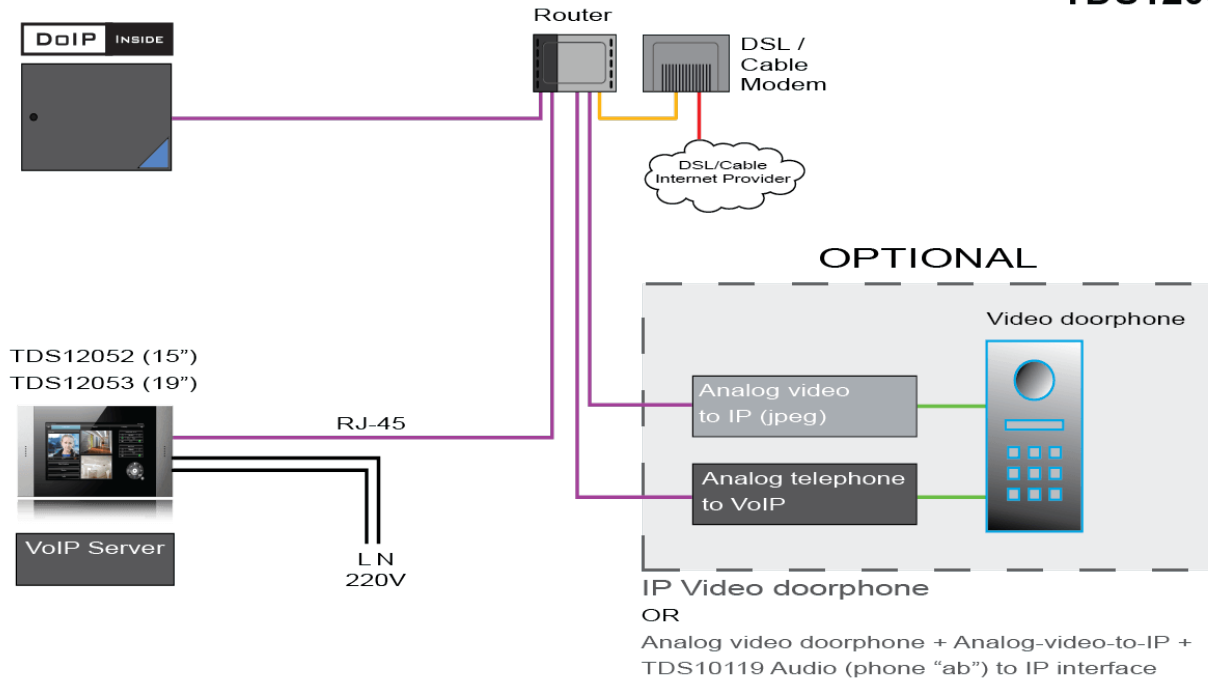 Router
DoIP INSIDE
DSL /
Cable
Modem
DSL/Cable
Internet Provider
OPTIONAL
Video doorphone
TDS12052 (15”)
TDS12053 (19”)
Analog video
to IP (jpeg)
RJ-45
Analog telephone
to VoIP
VoIP Server
L N
220V
IP Video doorphone
OR
Analog video doorphone + Analog-video-to-IP +
TDS10119 Audio (phone “ab”) to IP interface